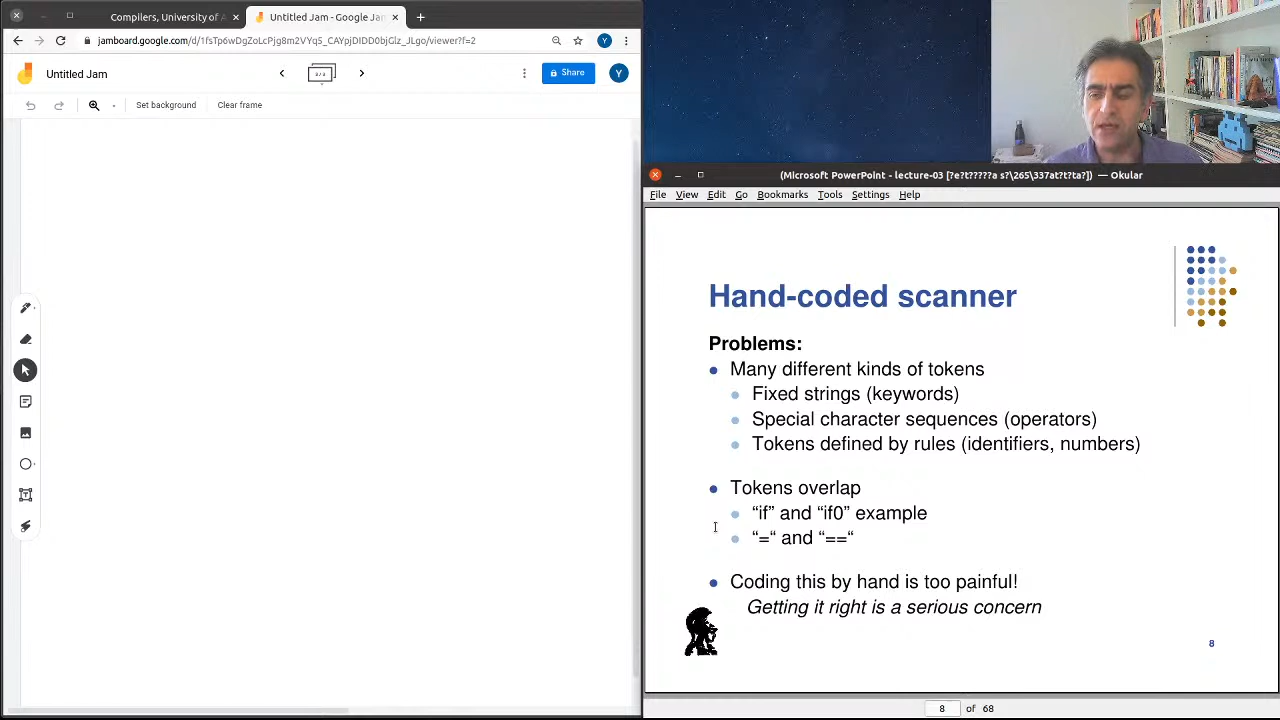 Compilers, University of A
Untitled Jam - Google Jam
jamboard.google.com/d/1fsTp6wDgZoLcPjg8m2VYq5_CAYpjDIDD0bjGlz_JLgo/viewer?f=2
Y
Untitled Jam
3 / 3
Share
Y
Set background
Clear frame
(Microsoft PowerPoint - lecture-03 [?e?t?????a s?\265\337at?t?ta?]) — Okular
File View Edit Go Bookmarks Tools Settings Help
Hand-coded scanner
Problems:
Many different kinds of tokens
Fixed strings (keywords)
Special character sequences (operators)
Tokens defined by rules (identifiers, numbers)
Tokens overlap
“if” and “if0” example
“=“ and “==“
Coding this by hand is too painful!
Getting it right is a serious concern
8
8 of 68